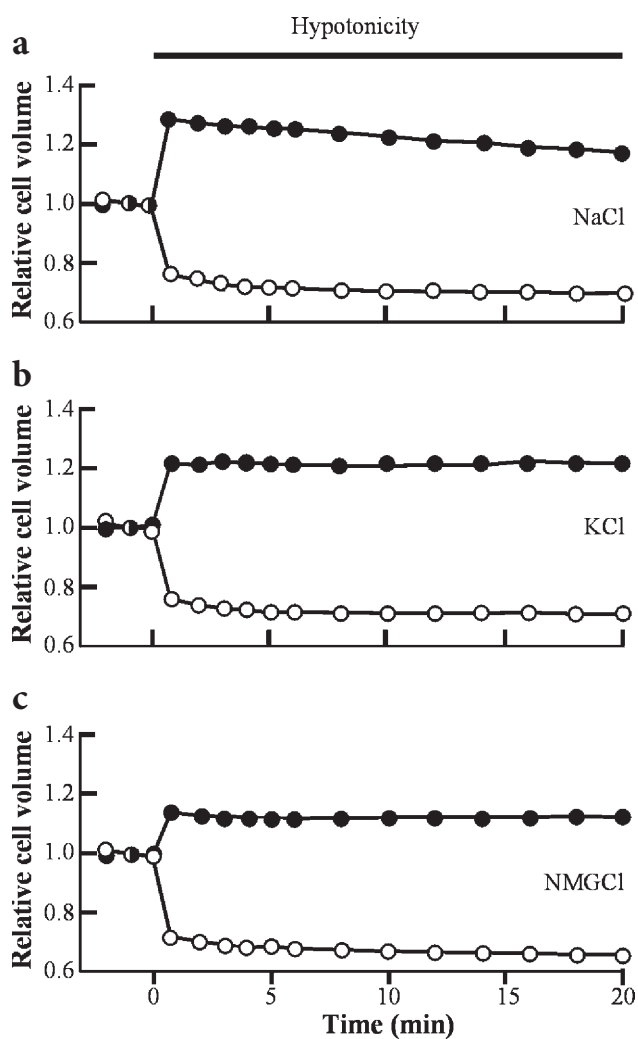 Hypotonicity
a
Relative cell volume
1.4
1.2
1.0
0.8
0.6
NaCl
b
Relative cell volume
1.4
1.2
1.0
0.8
0.6
KCl
c
Relative cell volume
1.4
1.2
1.0
0.8
0.6
NMGCl
0 5 10 15 20
Time (min)